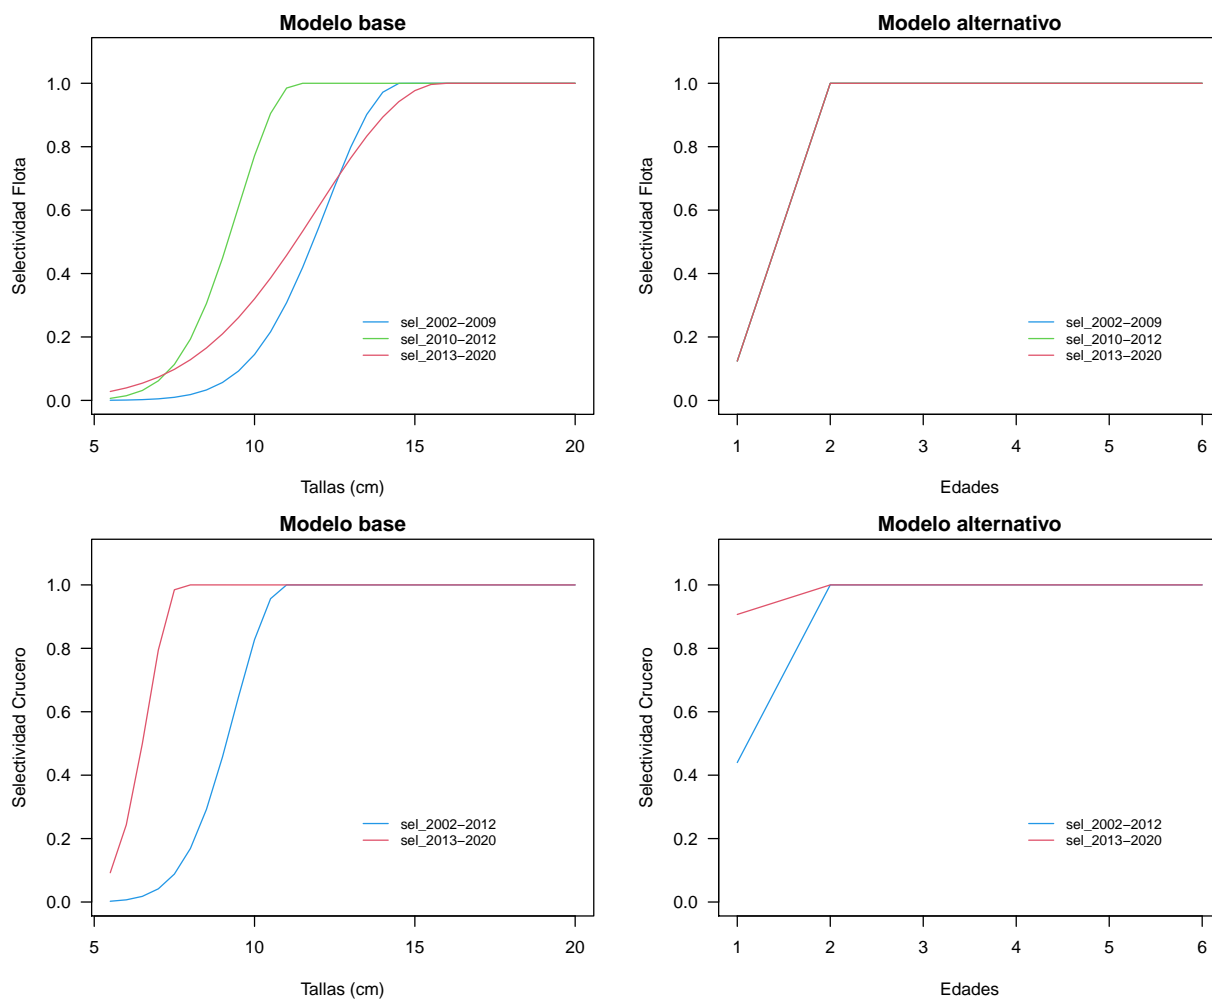 Modelo base
Selectividad Flota
1.0
0.8
0.6
0.4
0.2
0.0
sel_2002−2009
sel_2010−2012
sel_2013−2020
5 10 15 20
Tallas (cm)
Modelo alternativo
Selectividad Flota
1.0
0.8
0.6
0.4
0.2
0.0
sel_2002−2009
sel_2010−2012
sel_2013−2020
1 2 3 4 5 6
Edades
Modelo base
Selectividad Crucero
1.0
0.8
0.6
0.4
0.2
0.0
sel_2002−2012
sel_2013−2020
5 10 15 20
Tallas (cm)
Modelo alternativo
Selectividad Crucero
1.0
0.8
0.6
0.4
0.2
0.0
sel_2002−2012
sel_2013−2020
1 2 3 4 5 6
Edades